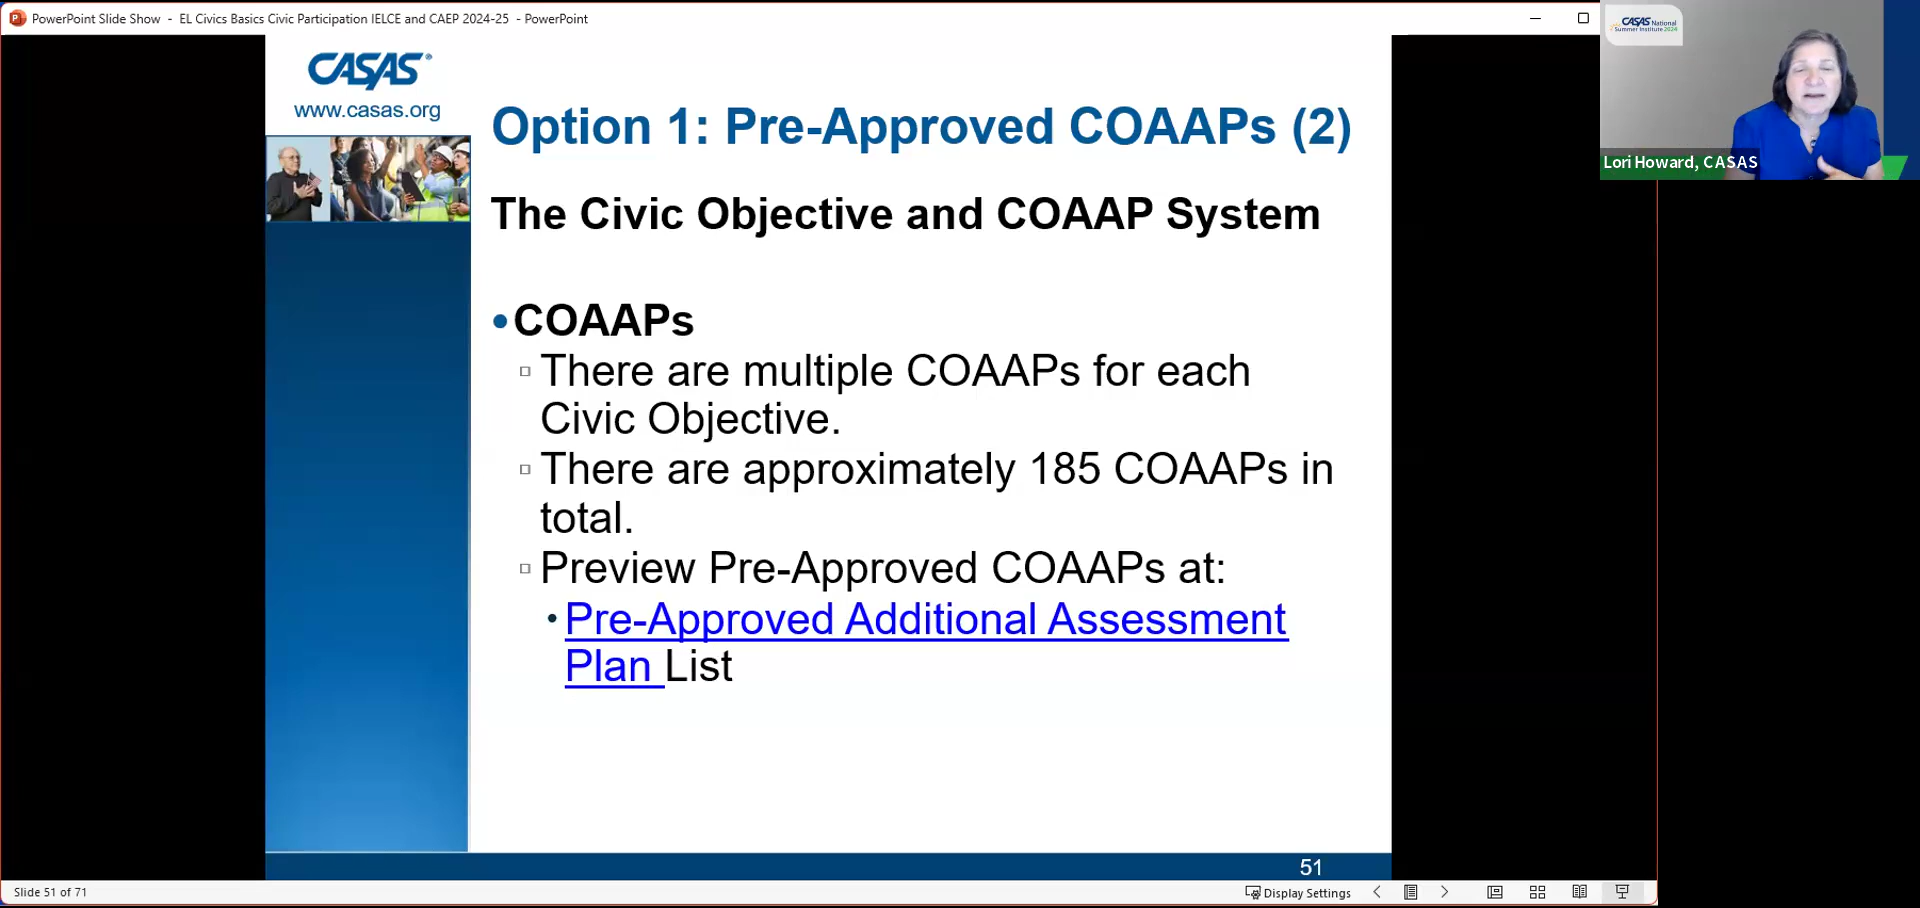 PowerPoint Slide Show - EL Civics Basics Civic Participation IELCE and CAEP 2024-25 - PowerPoint
CASAS National
Summer Institute 2024
Lori Howard, CASAS
CASAS®
www.casas.org
Option 1: Pre-Approved COAAPs (2)
The Civic Objective and COAAP System
•COAAPs
There are multiple COAAPs for each
Civic Objective.
There are approximately 185 COAAPs in
total.
Preview Pre-Approved COAAPs at:
• Pre-Approved Additional Assessment
Plan List
51
Slide 51 of 71
Display Settings